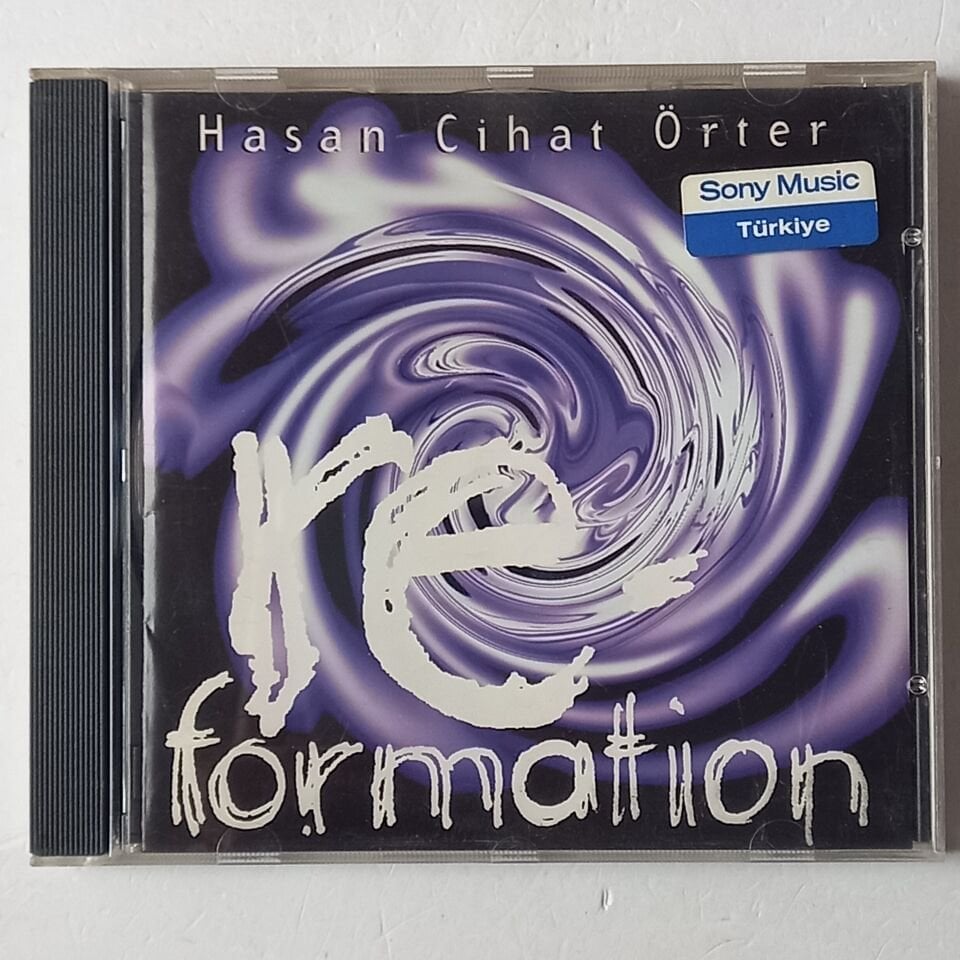 Hasan Cihat Örter
Sony Music
Türkiye
re
formation